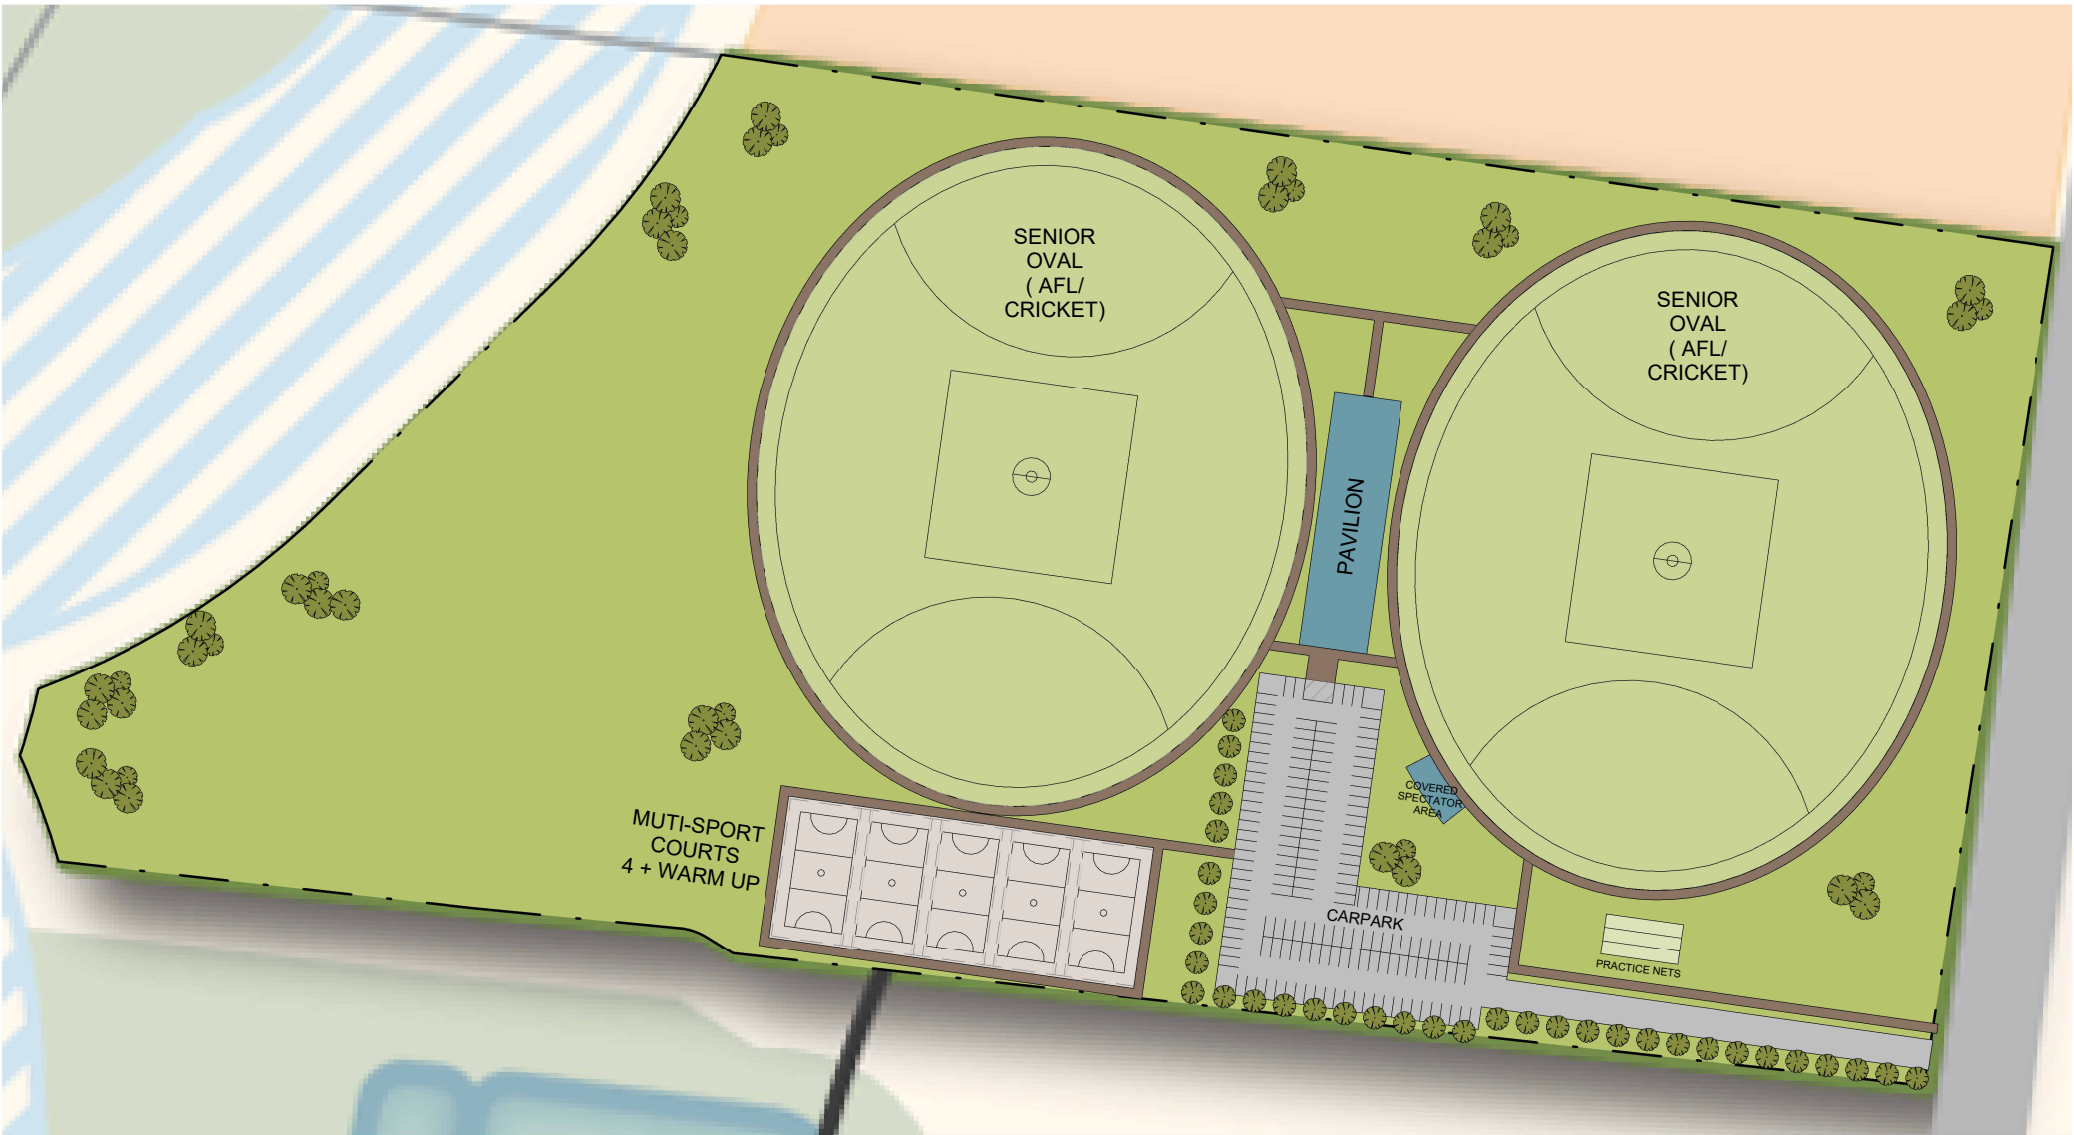 SENIOR
OVAL
( AFL/
CRICKET)
SENIOR
OVAL
( AFL/
CRICKET)
PAVILION
COVERED
SPECTATOR
AREA
MUTI-SPORT
COURTS
4 + WARM UP
CARPARK
PRACTICE NETS